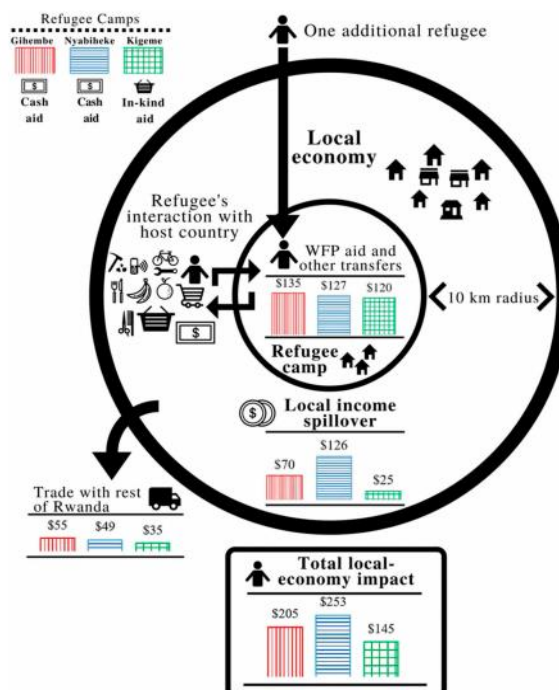 Refugee Camps
Gihembe Nyabiheke Kigeme
$ $
Cash aid Cash aid In-kind aid
One additional refugee
Local economy
Refugee's interaction with host country
WFP aid and other transfers
$135 $127 $120
10 km radius
Refugee camp
$
$
Local income spillover
$126
$70
$25
Trade with rest of Rwanda
$55 $49 $35
Total local-economy impact
$253
$205
$145